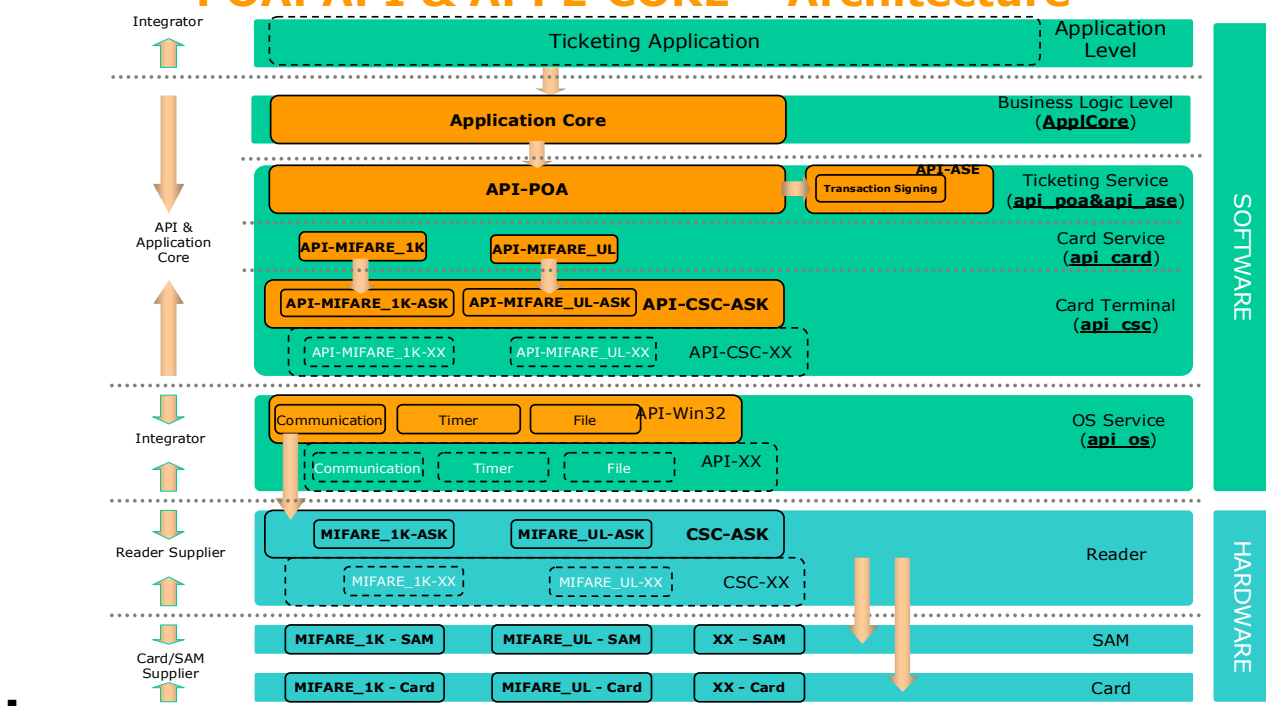 POA: API & APPL-CORE – Architecture
Integrator
Ticketing Application
Application
Level
Application Core
Business Logic Level
(ApplCore)
API-POA
API-ASE
Transaction Signing
Ticketing Service
(api_poa&api_ase)
API &
Application
Core
API-MIFARE_1K
API-MIFARE_UL
Card Service
(api_card)
API-MIFARE_1K-ASK
API-MIFARE_UL-ASK
API-CSC-ASK
Card Terminal
(api_csc)
API-MIFARE_1K-XX
API-MIFARE_UL-XX
API-CSC-XX
SOFTWARE
Integrator
Communication
Timer
File
API-Win32
OS Service
(api_os)
Communication
Timer
File
API-XX
Reader Supplier
MIFARE_1K-ASK
MIFARE_UL-ASK
CSC-ASK
Reader
MIFARE_1K-XX
MIFARE_UL-XX
CSC-XX
HARDWARE
Card/SAM
Supplier
MIFARE_1K - SAM
MIFARE_UL - SAM
XX – SAM
SAM
MIFARE_1K - Card
MIFARE_UL - Card
XX - Card
Card